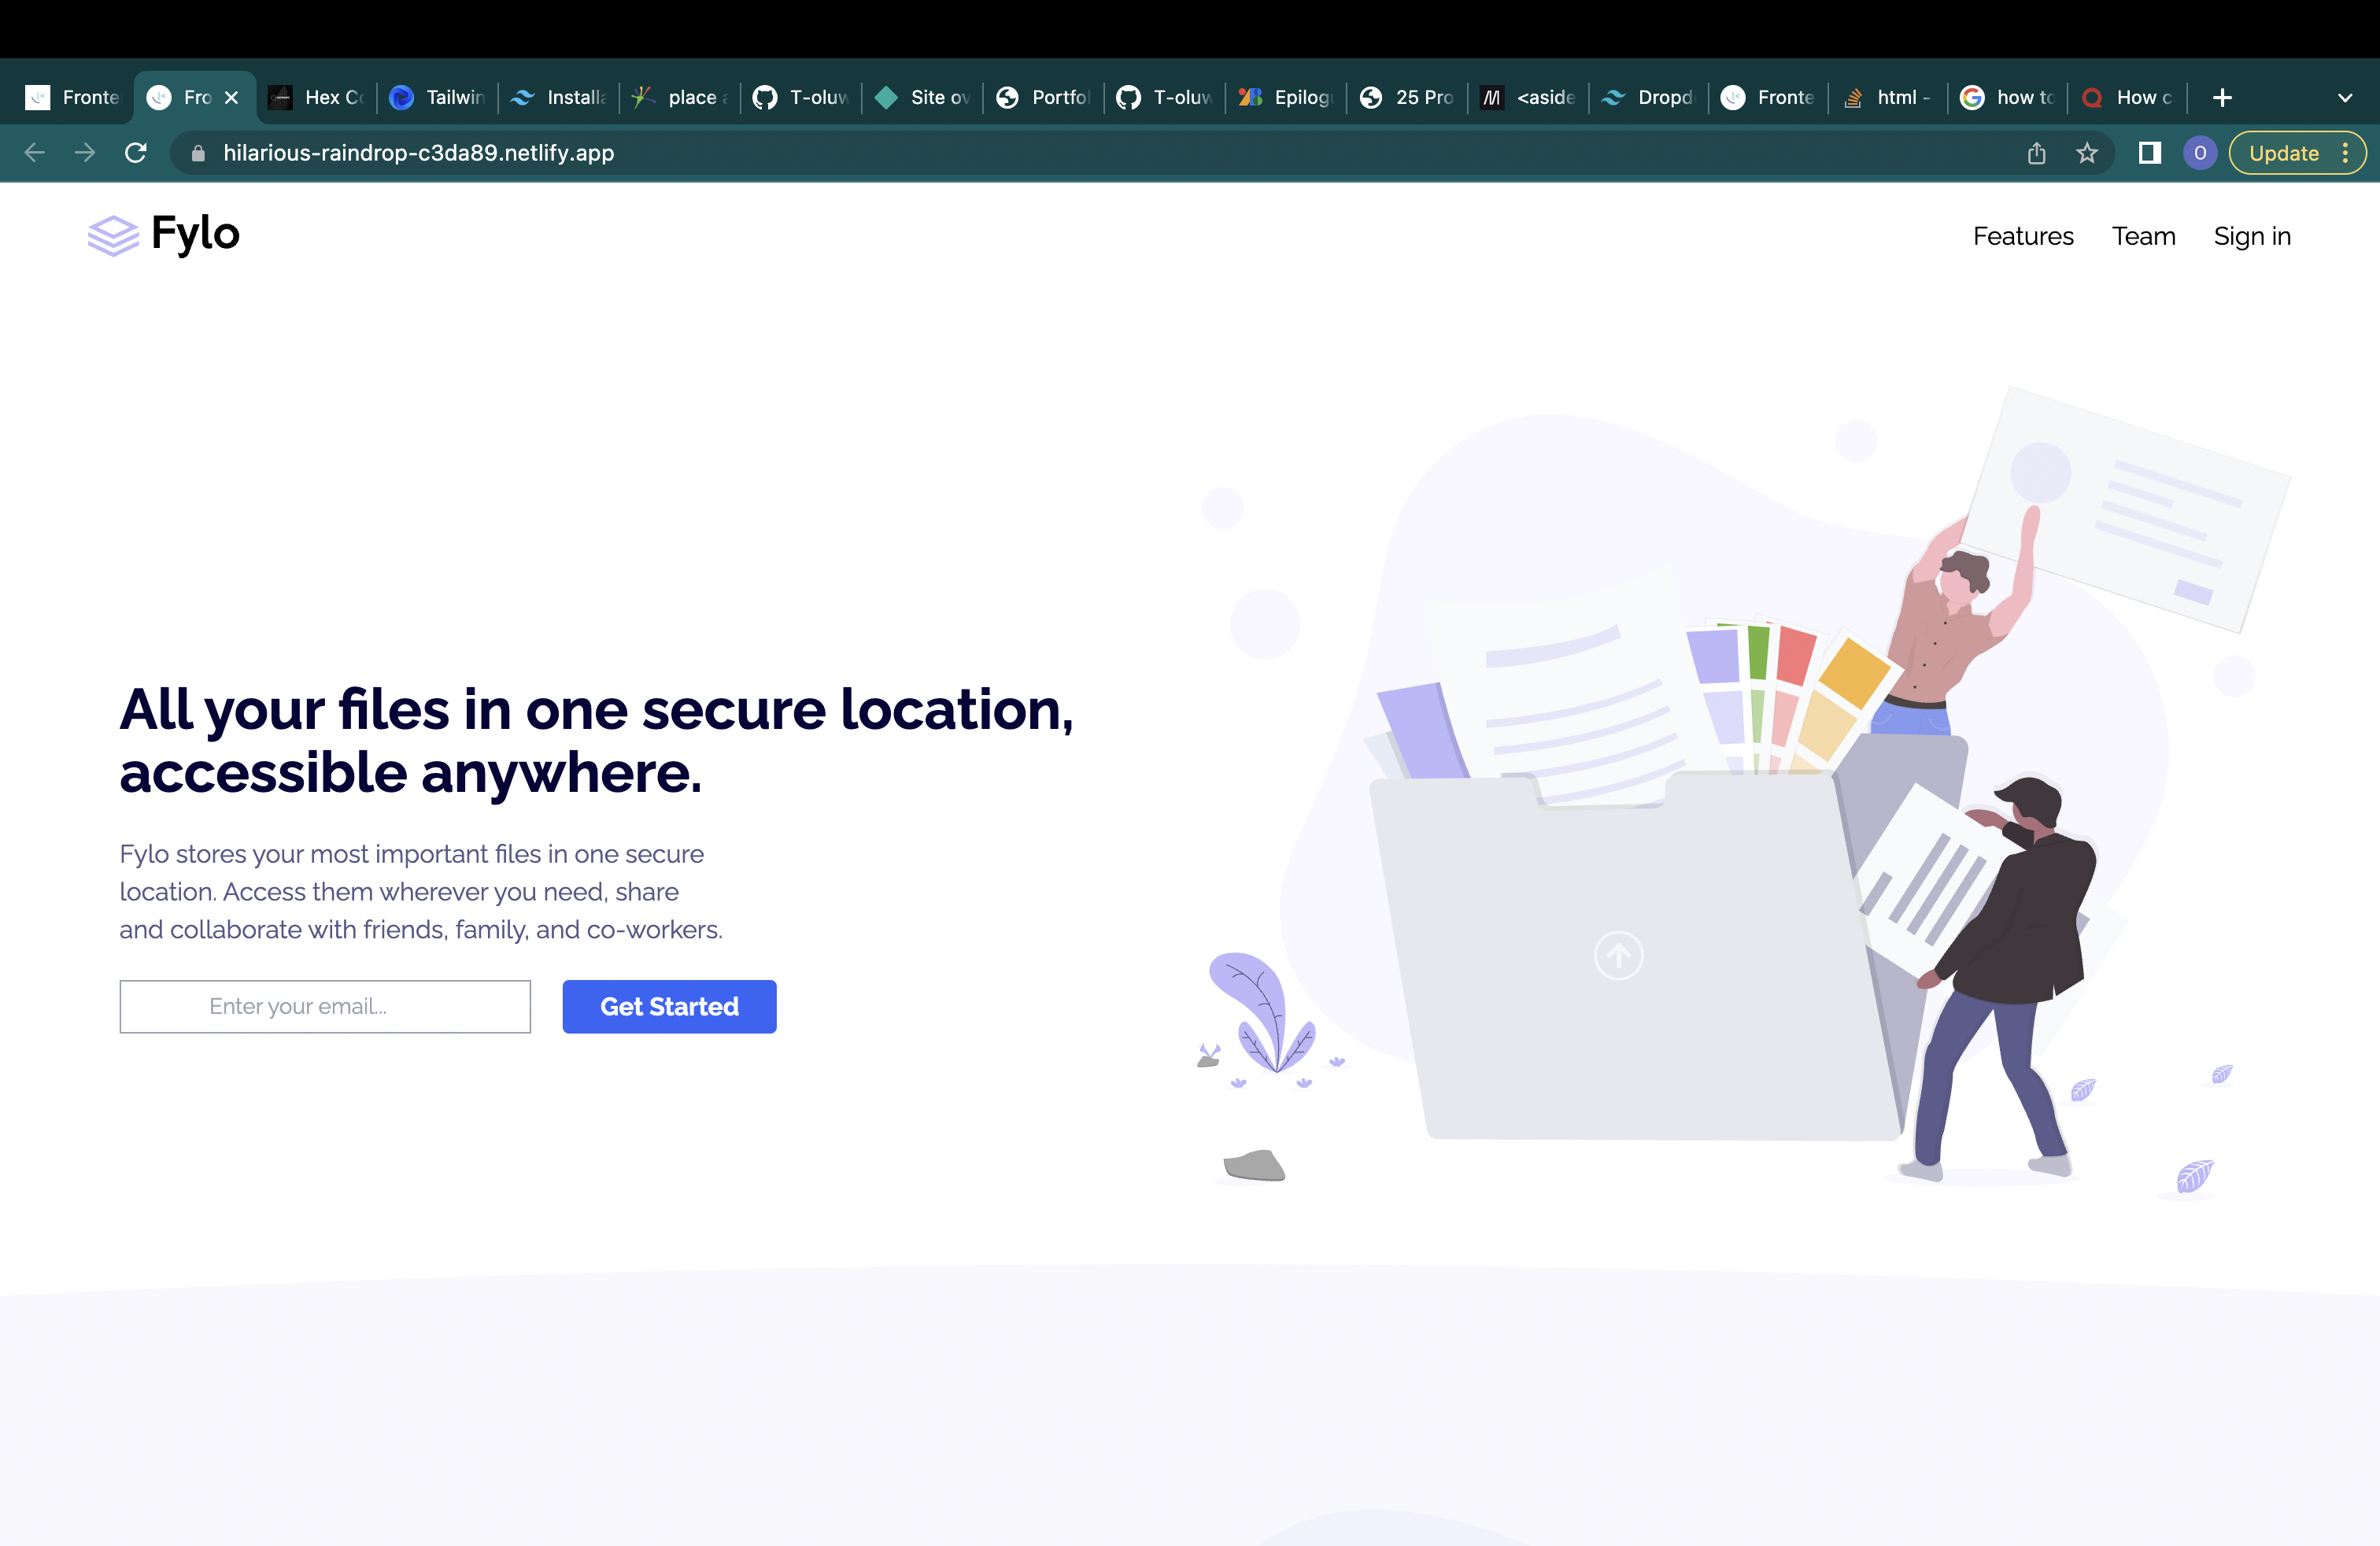 Fronte
Fro
Hex Co
Tailwin
Installa
place a
T-oluw
Site ov
Portfol
T-oluw
Epilog
25 Pro
<aside
Dropd
Fronte
html -
how to
How c
hilarious-raindrop-c3da89.netlify.app
O
Update
Fylo
Features
Team
Sign in
All your files in one secure location,
accessible anywhere.
Fylo stores your most important files in one secure
location. Access them wherever you need, share
and collaborate with friends, family, and co-workers.
Enter your email...
Get Started